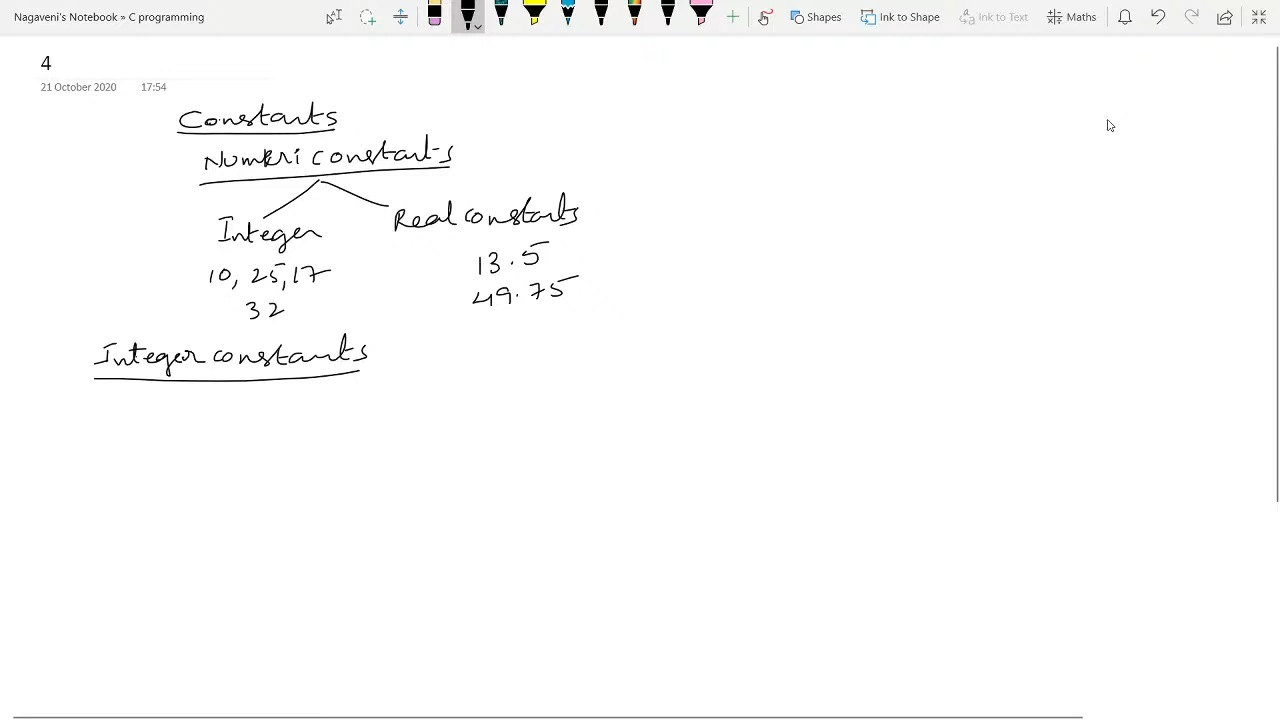 Nagaveni's Notebook » C programming
Shapes Ink to Shape Ink to Text Maths
4
21 October 2020 17:54
Constants
Numeric constants
Integer Real constants
10, 25, 17 13.5
32 49.75
Integer constants